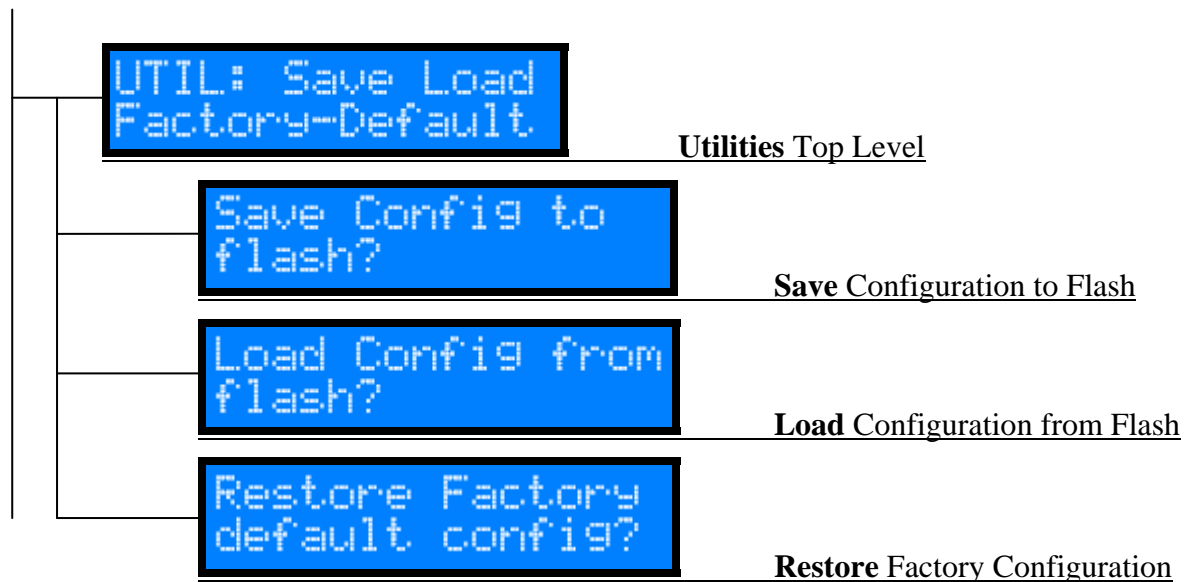 UTIL: Save Load
Factory-Default
Utilities Top Level
Save Config to
flash?
Save Configuration to Flash
Load Config from
flash?
Load Configuration from Flash
Restore Factory
default config?
Restore Factory Configuration